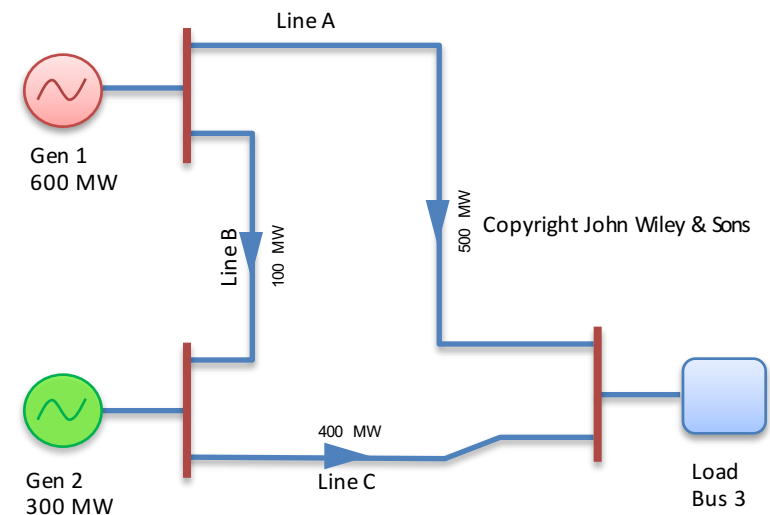 Line A
Gen 1
600 MW
Line B
100 MW
500 MW
Copyright John Wiley & Sons
400 MW
Line C
Gen 2
300 MW
Load
Bus 3